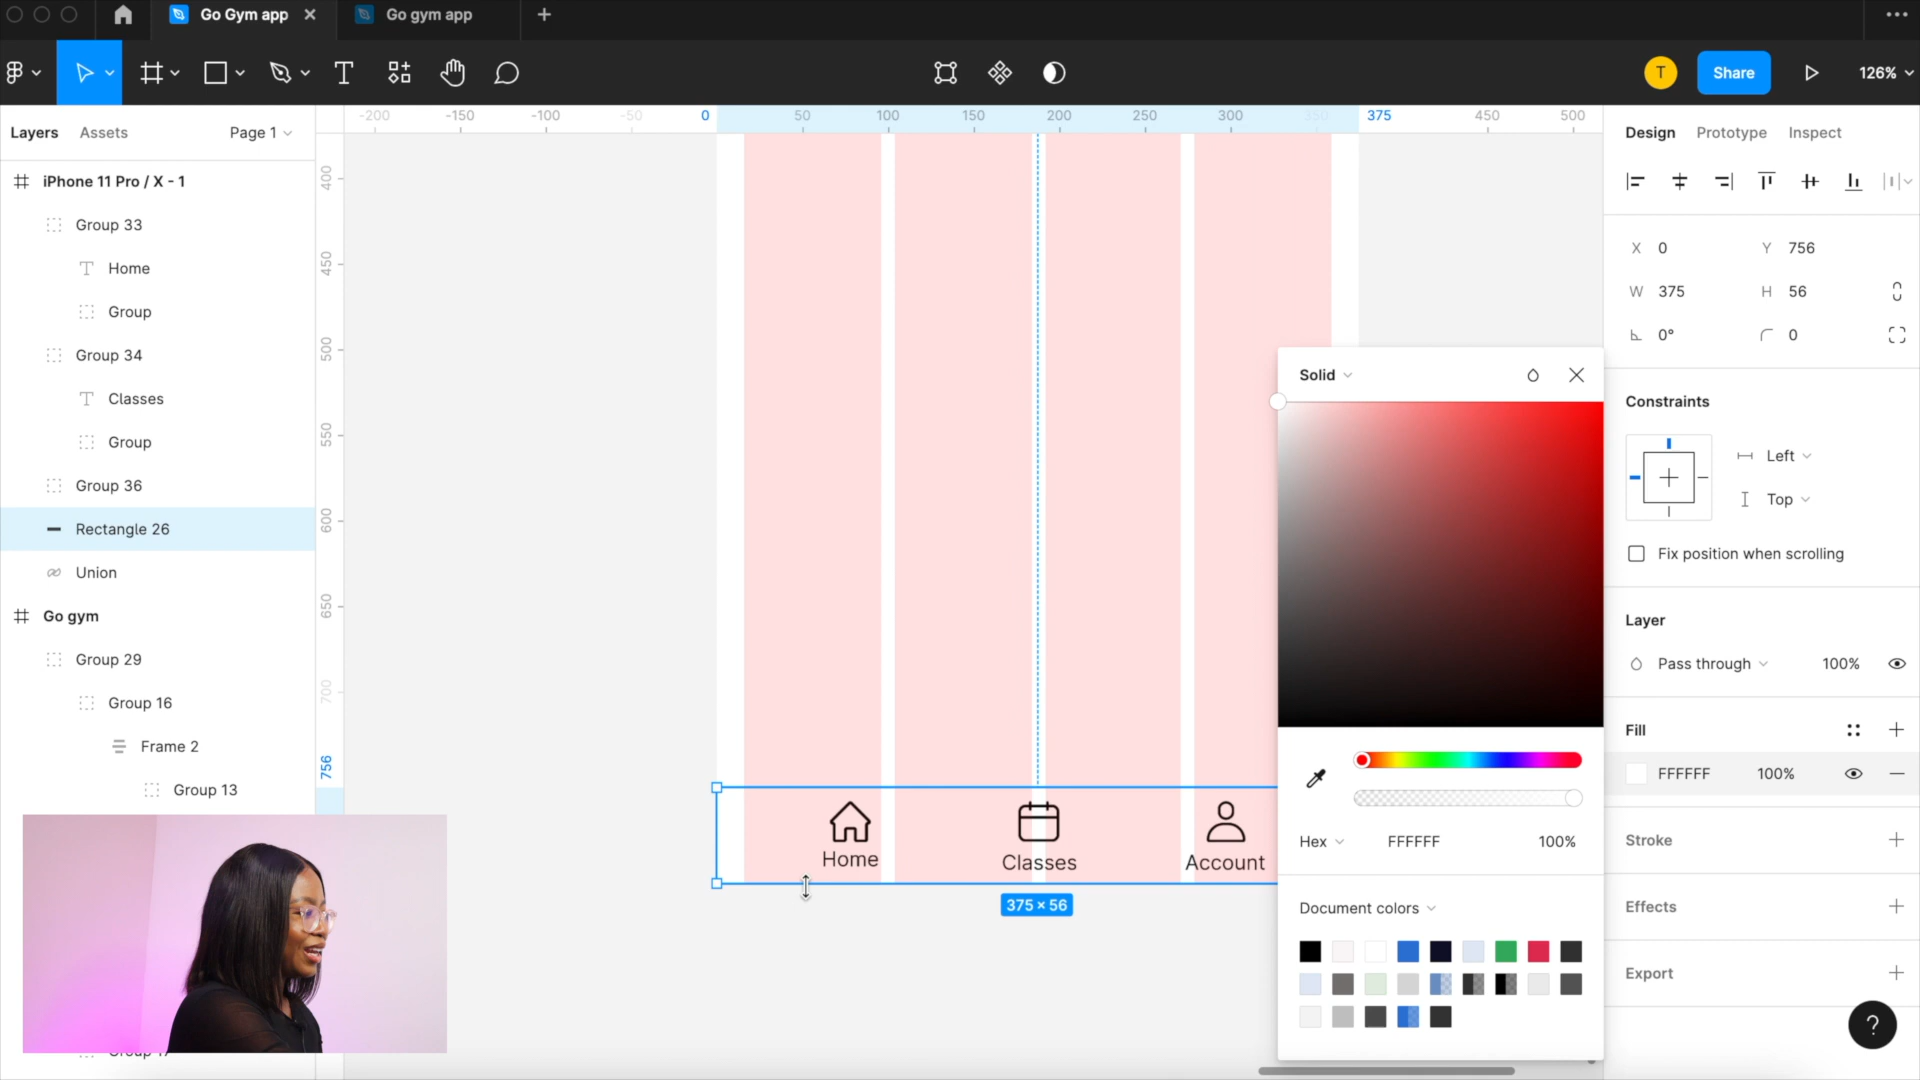 Go Gym app
Go gym app
T
Share
126%
Layers
Assets
Page 1
-200
-150
-100
-50
0
50
100
150
200
250
300
350
375
450
500
Design
Prototype
Inspect
iPhone 11 Pro / X - 1
Group 33
Home
Group
Group 34
Classes
Group
Group 36
Rectangle 26
Union
Go gym
Group 29
Group 16
Frame 2
Group 13
400
450
500
550
600
650
700
756
Home
Classes
Account
375 × 56
Solid
Hex
FFFFFF
100%
Document colors
X 0
Y 756
W 375
H 56
0°
0
Constraints
Left
Top
Fix position when scrolling
Layer
Pass through
100%
Fill
FFFFFF
100%
Stroke
Effects
Export
?